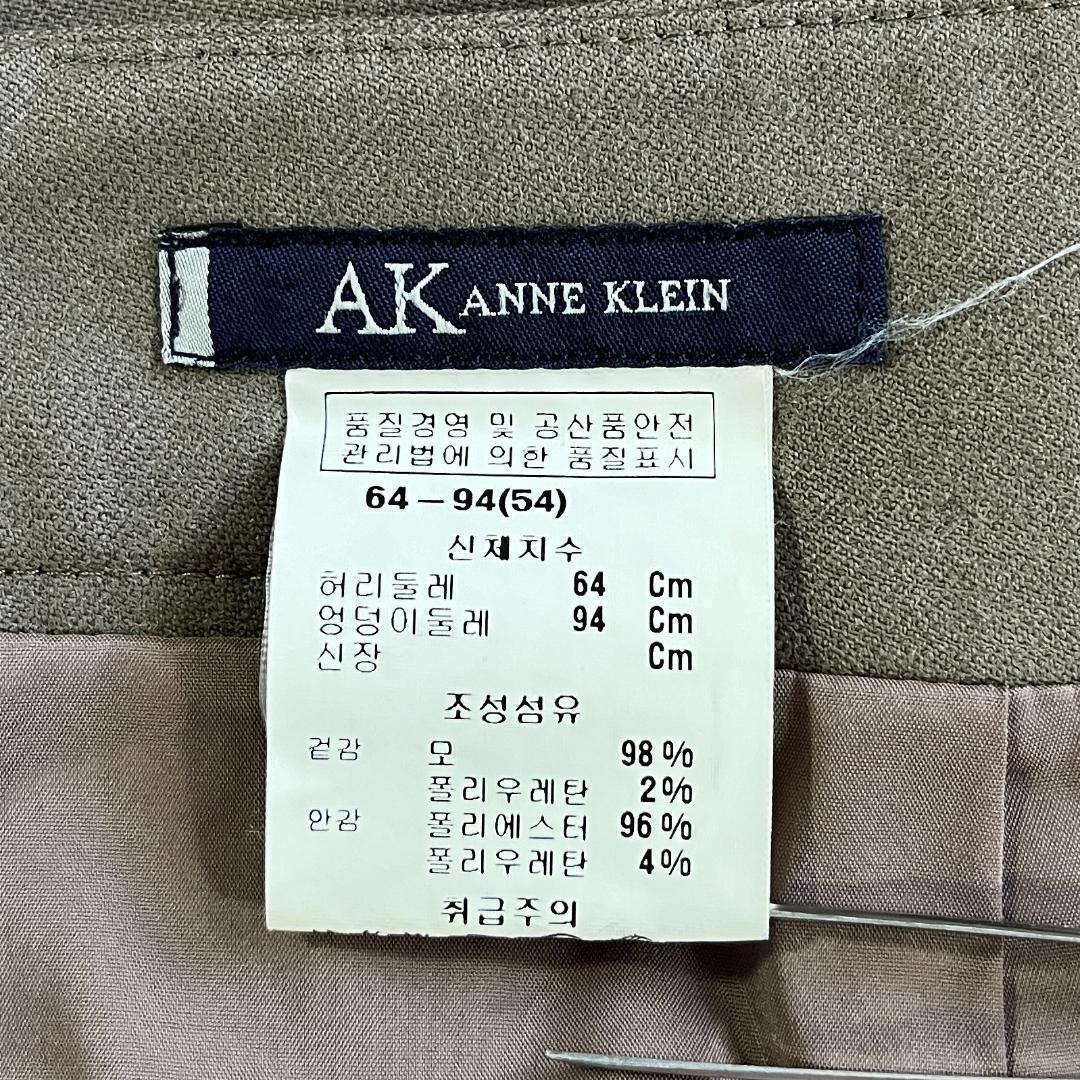 AK ANNE KLEIN
품질경영 및 공산품안전
관리법에 의한 품질표시
64 – 94(54)
신체치수
허리둘레 64 Cm
엉덩이둘레 94 Cm
신장 Cm
조성섬유
겉감 모 98%
폴리우레탄 2%
안감 폴리에스터 96%
폴리우레탄 4%
취급주의